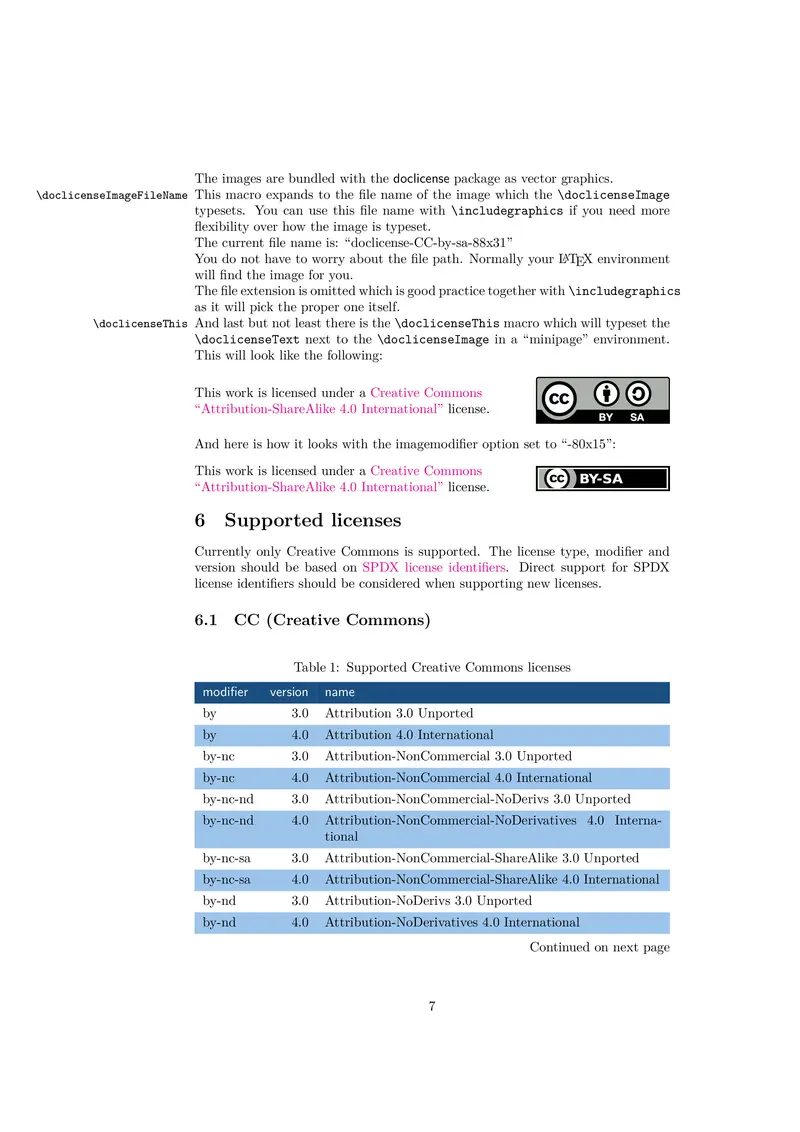 The images are bundled with the doclicense package as vector graphics.
\doclicenseImageFileName This macro expands to the file name of the image which the \doclicenseImage
typesets. You can use this file name with \includegraphics if you need more
flexibility over how the image is typeset.
The current file name is: “doclicense-CC-by-sa-88x31”
You do not have to worry about the file path. Normally your LATEX environment
will find the image for you.
The file extension is omitted which is good practice together with \includegraphics
as it will pick the proper one itself.
\doclicenseThis And last but not least there is the \doclicenseThis macro which will typeset the
\doclicenseText next to the \doclicenseImage in a “minipage” environment.
This will look like the following:
This work is licensed under a Creative Commons
“Attribution-ShareAlike 4.0 International” license.
cc
BY SA
And here is how it looks with the imagemodifier option set to “-80x15”:
This work is licensed under a Creative Commons
“Attribution-ShareAlike 4.0 International” license.
cc BY-SA
6 Supported licenses
Currently only Creative Commons is supported. The license type, modifier and
version should be based on SPDX license identifiers. Direct support for SPDX
license identifiers should be considered when supporting new licenses.
6.1 CC (Creative Commons)
Table 1: Supported Creative Commons licenses
modifier version name
by 3.0 Attribution 3.0 Unported
by 4.0 Attribution 4.0 International
by-nc 3.0 Attribution-NonCommercial 3.0 Unported
by-nc 4.0 Attribution-NonCommercial 4.0 International
by-nc-nd 3.0 Attribution-NonCommercial-NoDerivs 3.0 Unported
by-nc-nd 4.0 Attribution-NonCommercial-NoDerivatives 4.0 Interna-
tional
by-nc-sa 3.0 Attribution-NonCommercial-ShareAlike 3.0 Unported
by-nc-sa 4.0 Attribution-NonCommercial-ShareAlike 4.0 International
by-nd 3.0 Attribution-NoDerivs 3.0 Unported
by-nd 4.0 Attribution-NoDerivatives 4.0 International
Continued on next page
7